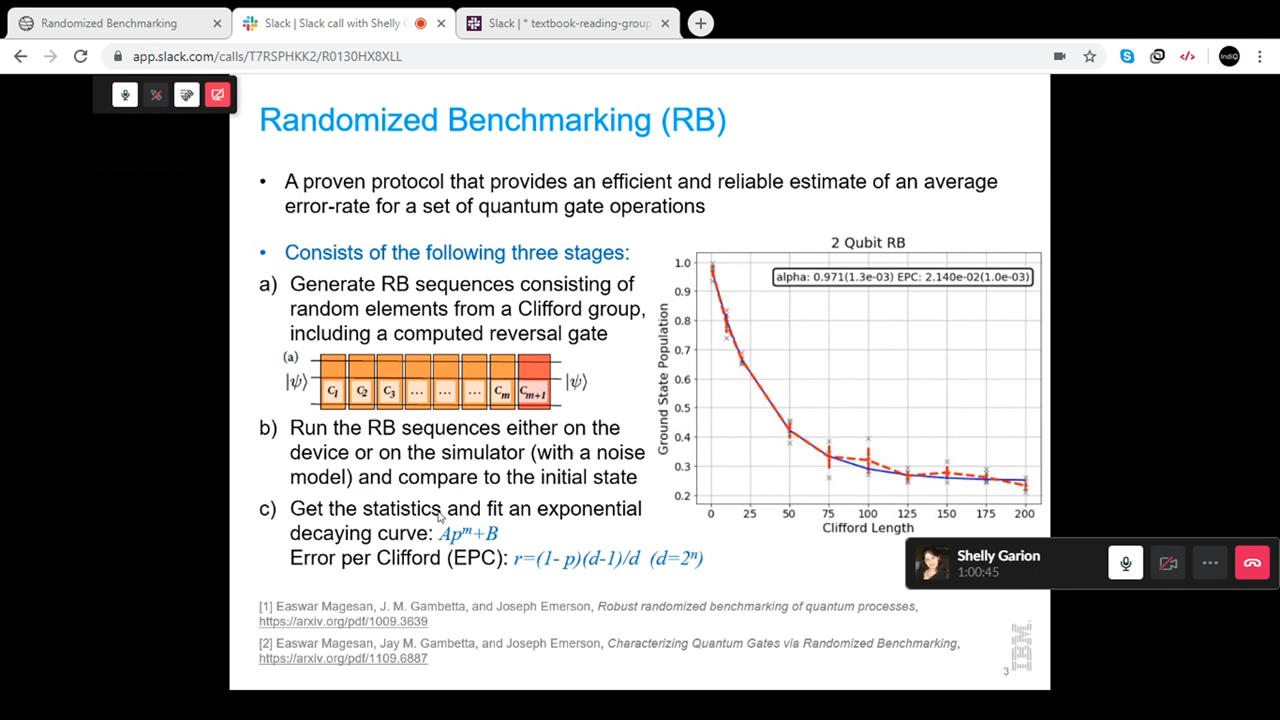 Randomized Benchmarking
Slack | Slack call with Shelly G
Slack | * textbook-reading-group
app.slack.com/calls/T7RSPHKK2/R0130HX8XLL
IndiQ
Randomized Benchmarking (RB)
• A proven protocol that provides an efficient and reliable estimate of an average
error-rate for a set of quantum gate operations
• Consists of the following three stages:
a) Generate RB sequences consisting of
random elements from a Clifford group,
including a computed reversal gate
(a)
|ψ⟩ C1 C2 C3 ... ... ... Cm Cm+1 |ψ⟩
b) Run the RB sequences either on the
device or on the simulator (with a noise
model) and compare to the initial state
c) Get the statistics and fit an exponential
decaying curve: Apᵐ+B
Error per Clifford (EPC): r=(1- p)(d-1)/d (d=2ⁿ)
2 Qubit RB
alpha: 0.971(1.3e-03) EPC: 2.140e-02(1.0e-03)
Ground State Population
1.0
0.9
0.8
0.7
0.6
0.5
0.4
0.3
0.2
0 25 50 75 100 125 150 175 200
Clifford Length
Shelly Garion
1:00:45
[1] Easwar Magesan, J. M. Gambetta, and Joseph Emerson, Robust randomized benchmarking of quantum processes,
https://arxiv.org/pdf/1009.3639
[2] Easwar Magesan, Jay M. Gambetta, and Joseph Emerson, Characterizing Quantum Gates via Randomized Benchmarking,
https://arxiv.org/pdf/1109.6887
IBM
3